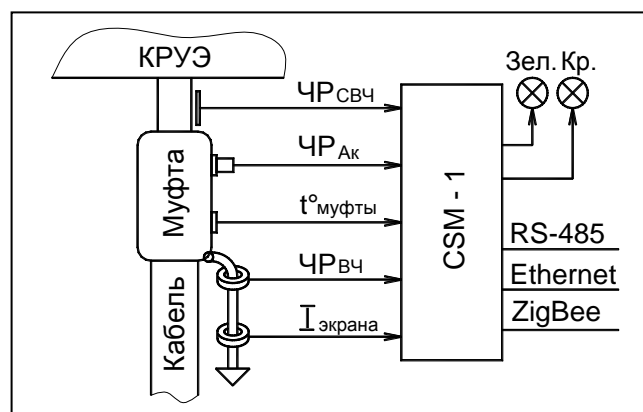 КРУЭ
Зел. Кр.
ЧРСВЧ
ЧРАк
Муфта
t°муфты
CSM - 1
ЧРВЧ
RS-485
Ethernet
Iэкрана
ZigBee
Кабель